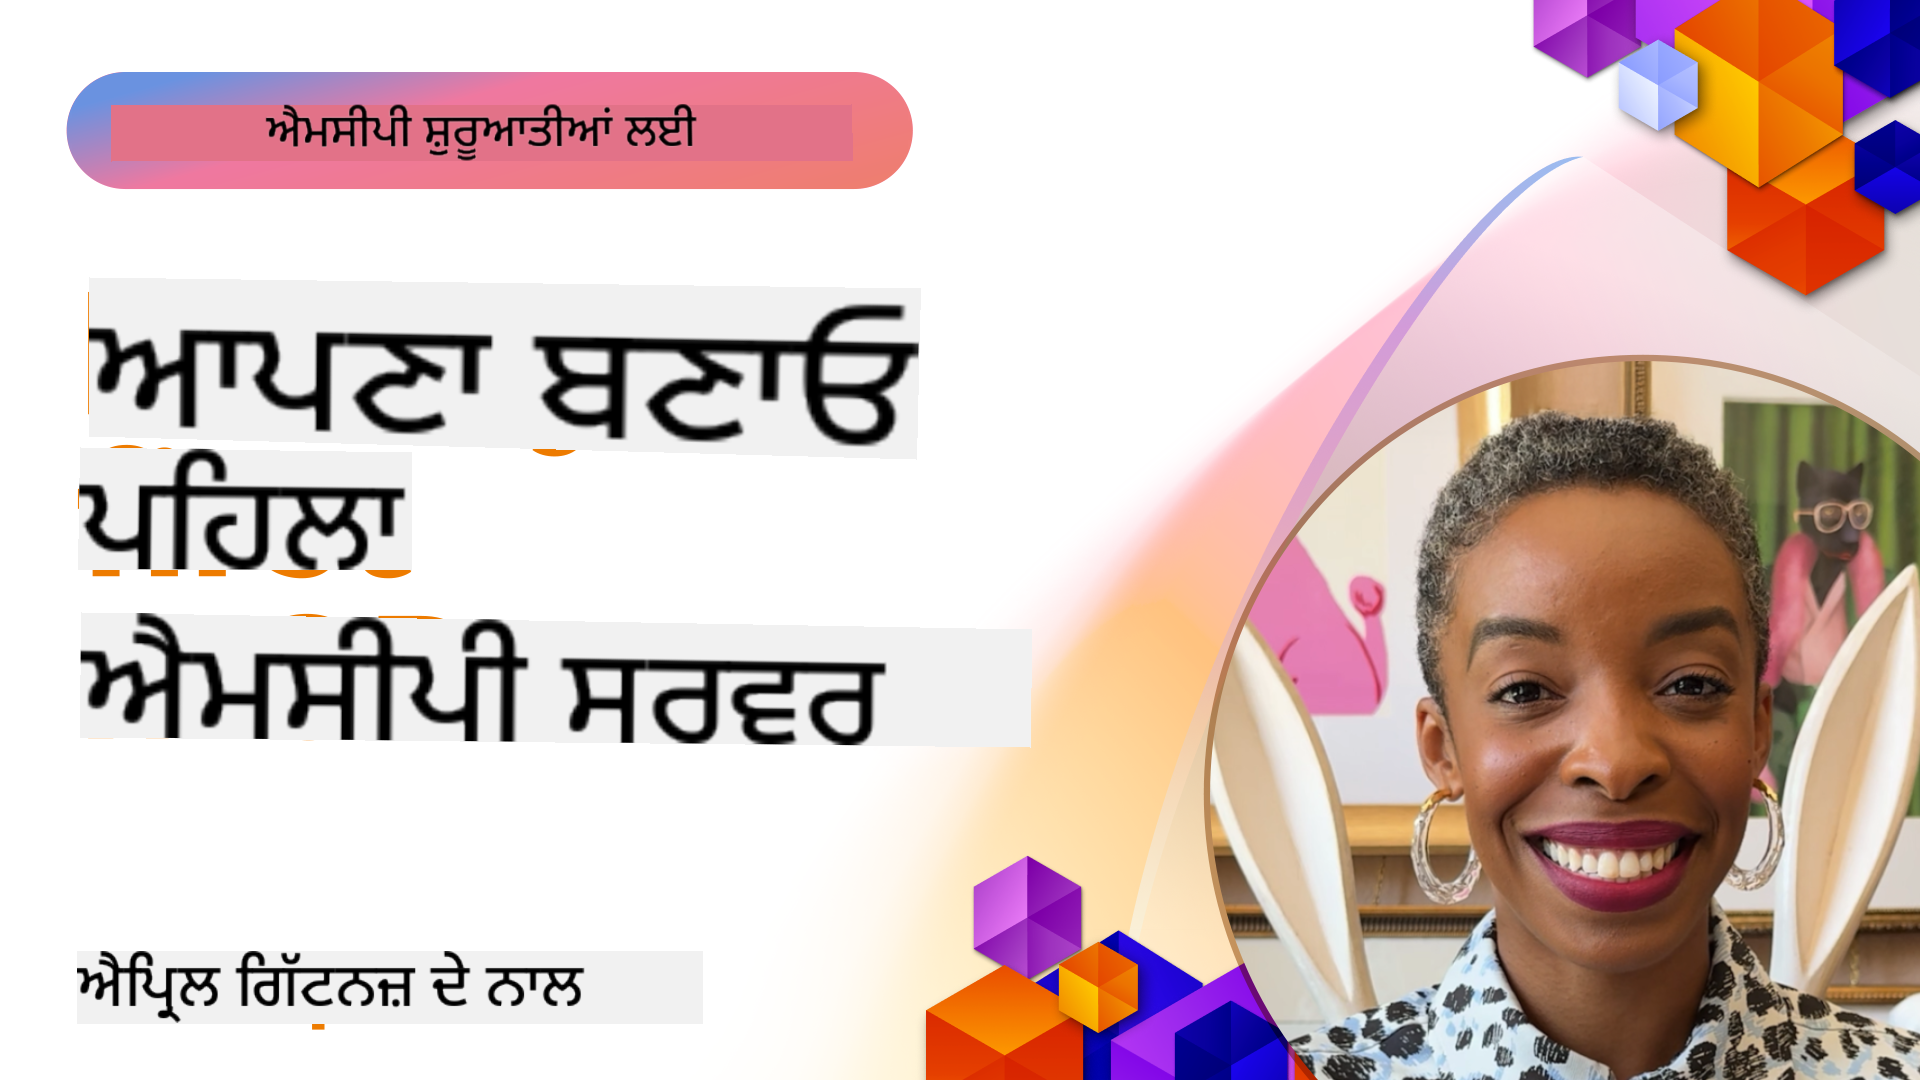 ਐਮਸੀਪੀ ਸ਼ੁਰੂਆਤੀਆਂ ਲਈ
ਆਪਣਾ ਬਣਾਓ
ਪਹਿਲਾ
ਐਮਸੀਪੀ ਸਰਵਰ
ਐਪ੍ਰਿਲ ਗਿੱਟਨਜ਼ ਦੇ ਨਾਲ